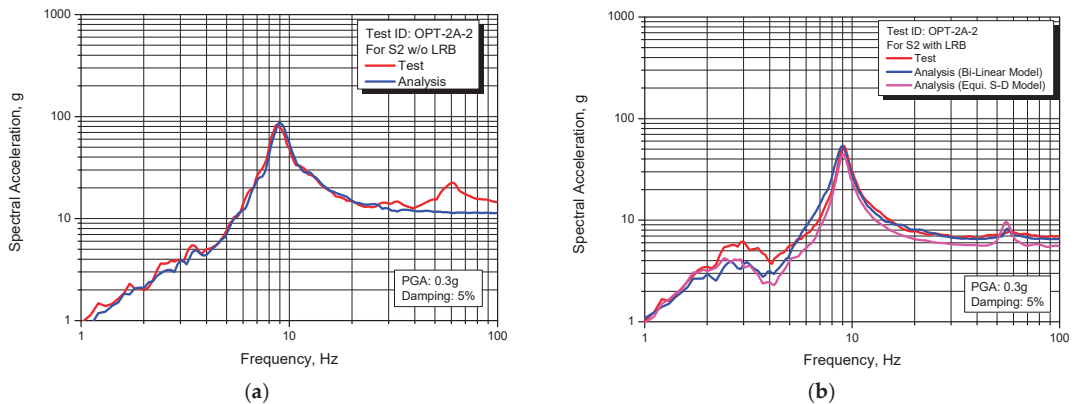 1000
100
10
1
Spectral Acceleration, g
Test ID: OPT-2A-2
For S2 w/o LRB
Test
Analysis
PGA: 0.3g
Damping: 5%
1 10 100
Frequency, Hz
(a)
1000
100
10
1
Spectral Acceleration, g
Test ID: OPT-2A-2
For S2 with LRB
Test
Analysis (Bi-Linear Model)
Analysis (Equi. S-D Model)
PGA: 0.3g
Damping: 5%
1 10 100
Frequency, Hz
(b)